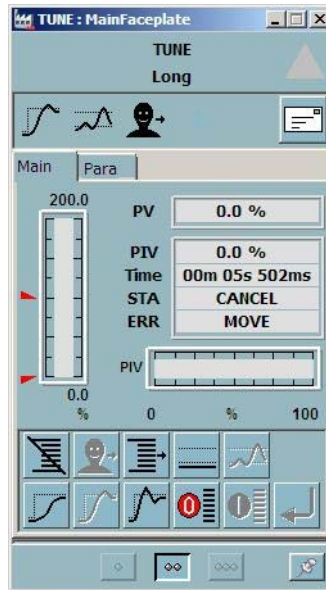 TUNE : MainFaceplate
TUNE
Long
Main Para
200.0
PV 0.0 %
PIV 0.0 %
Time 00m 05s 502ms
STA CANCEL
ERR MOVE
PIV
0.0
% 0 % 100
0